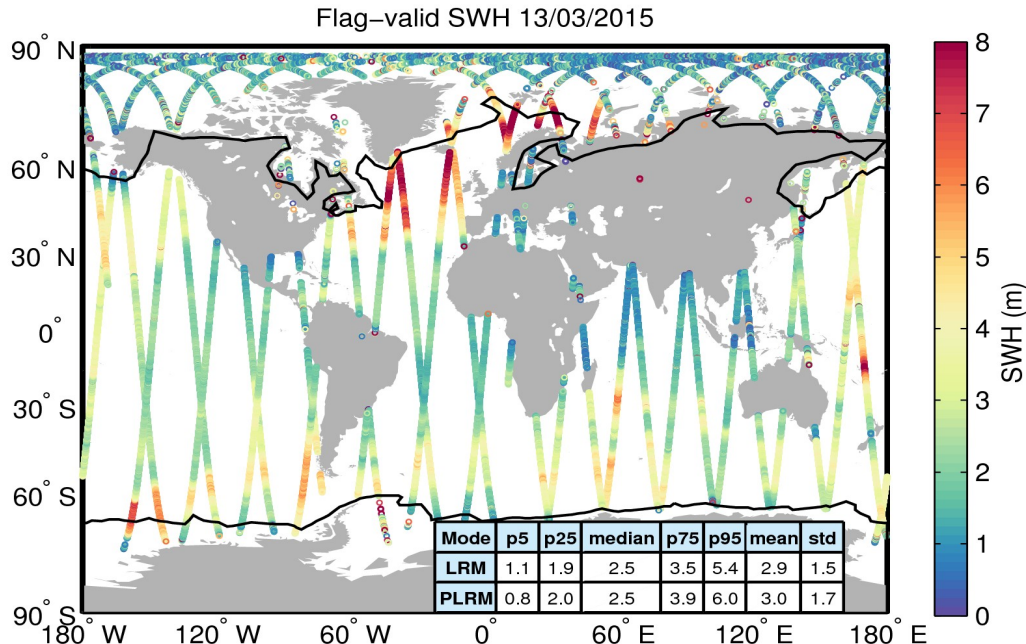 Flag−valid SWH 13/03/2015
90° N
60° N
30° N
0°
30° S
60° S
90° S
180° W 120° W 60° W 0° 60° E 120° E 180° E
Mode p5 p25 median p75 p95 mean std
LRM 1.1 1.9 2.5 3.5 5.4 2.9 1.5
PLRM 0.8 2.0 2.5 3.9 6.0 3.0 1.7
8
7
6
5
4
3
2
1
0
SWH (m)